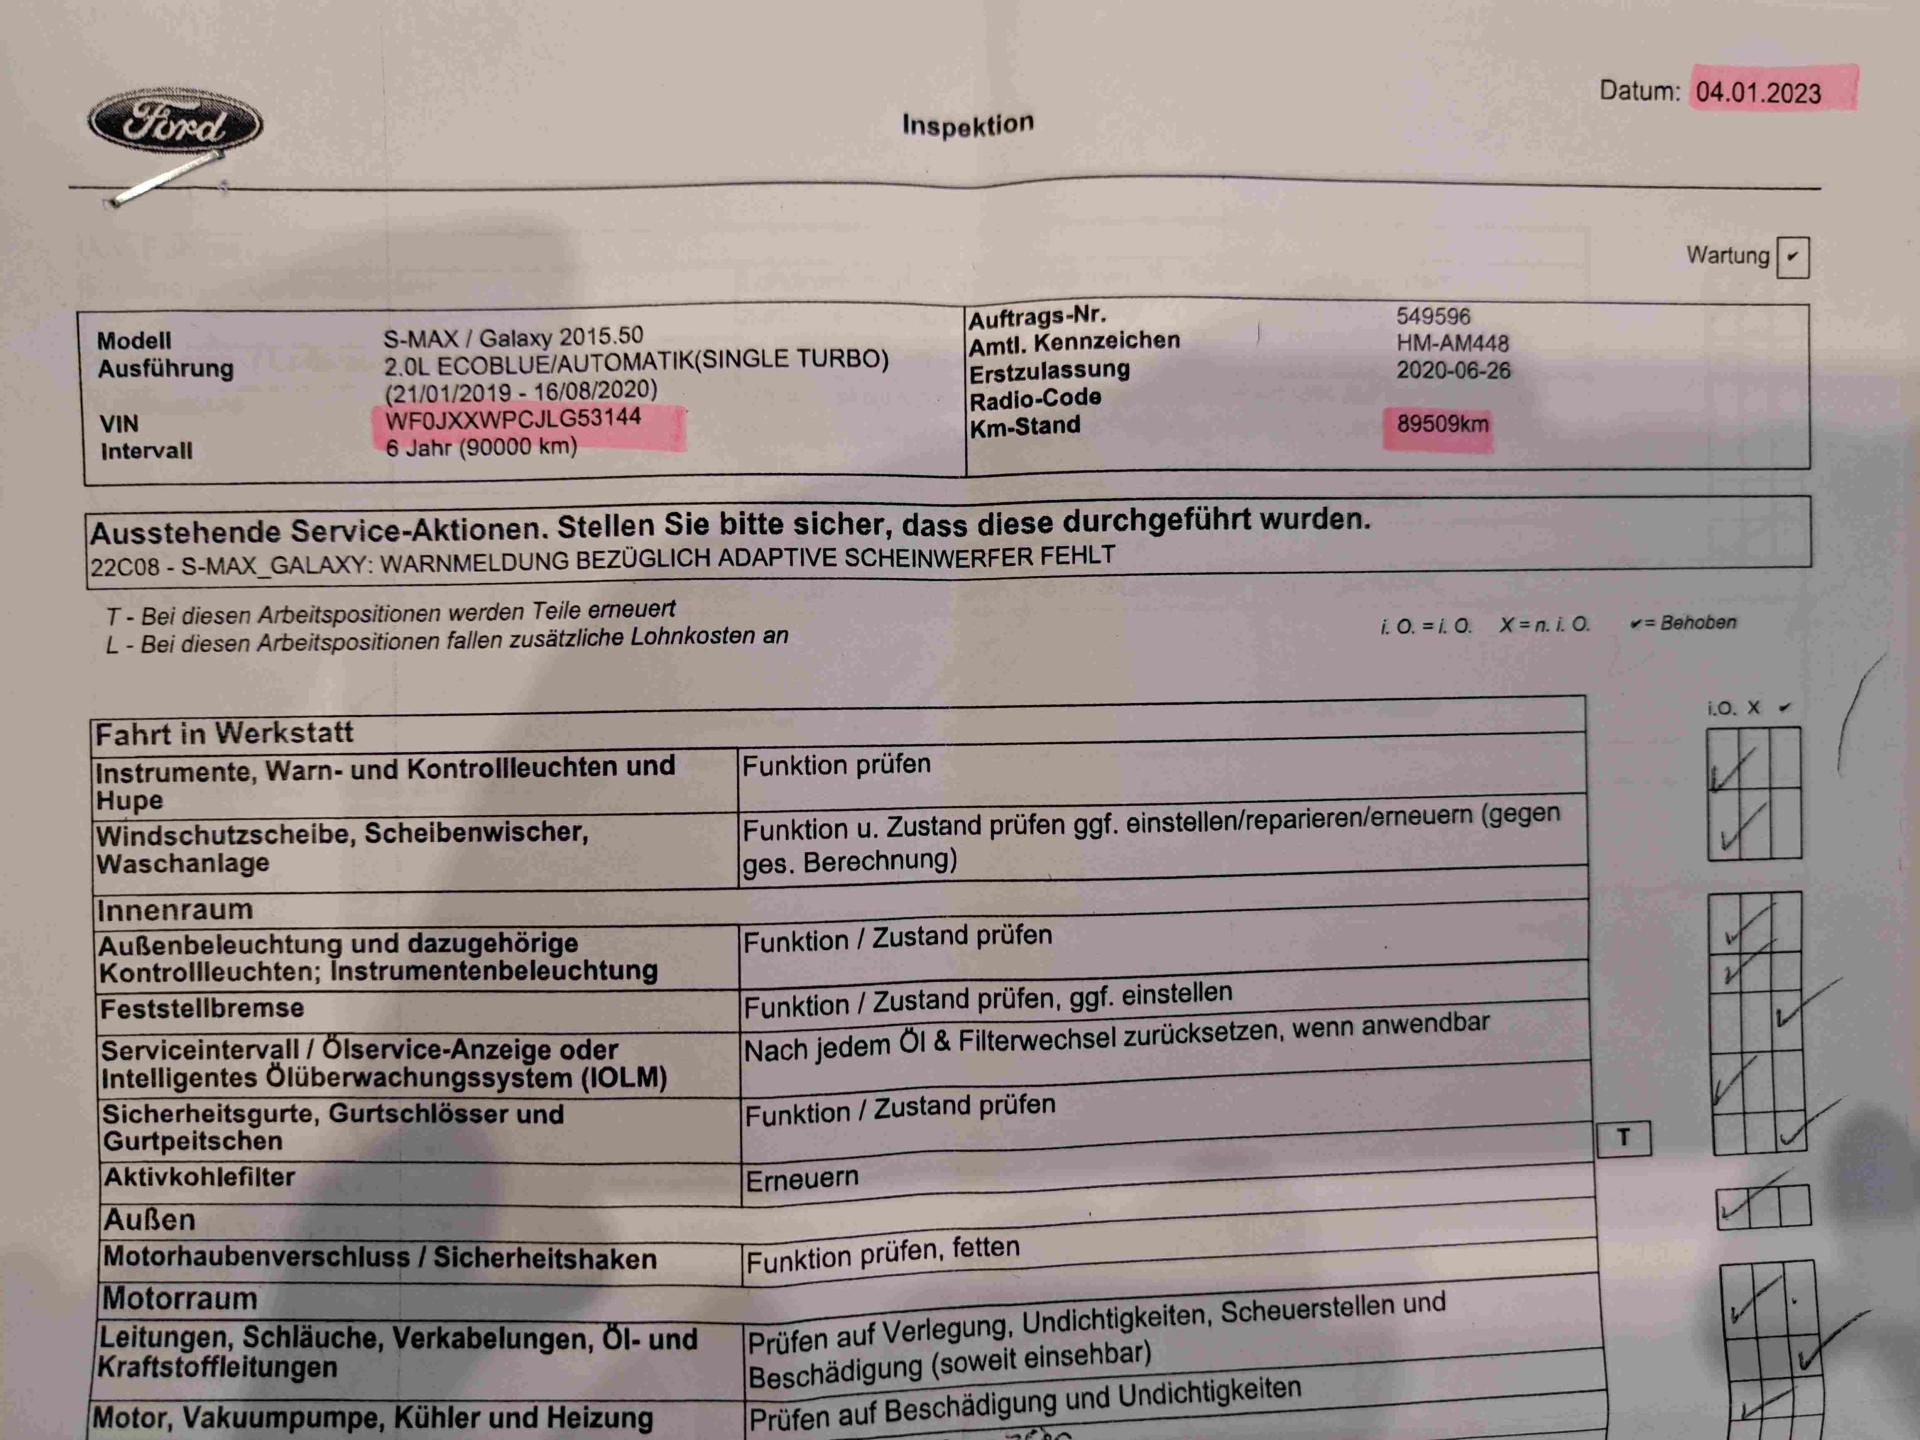 Ford
Inspektion
Datum: 04.01.2023
Wartung ✔
Modell S-MAX / Galaxy 2015.50
Ausführung 2.0L ECOBLUE/AUTOMATIK(SINGLE TURBO)
(21/01/2019 - 16/08/2020)
VIN WF0JXXWPCJLG53144
Intervall 6 Jahr (90000 km)
Auftrags-Nr. 549596
Amtl. Kennzeichen HM-AM448
Erstzulassung 2020-06-26
Radio-Code
Km-Stand 89509km
Ausstehende Service-Aktionen. Stellen Sie bitte sicher, dass diese durchgeführt wurden.
22C08 - S-MAX_GALAXY: WARNMELDUNG BEZÜGLICH ADAPTIVE SCHEINWERFER FEHLT
T - Bei diesen Arbeitspositionen werden Teile erneuert
L - Bei diesen Arbeitspositionen fallen zusätzliche Lohnkosten an
i. O. = i. O. X = n. i. O. ✔= Behoben
i.O. X ✔
Fahrt in Werkstatt
Instrumente, Warn- und Kontrollleuchten und
Hupe
Funktion prüfen
Windschutzscheibe, Scheibenwischer,
Waschanlage
Funktion u. Zustand prüfen ggf. einstellen/reparieren/erneuern (gegen
ges. Berechnung)
Innenraum
Außenbeleuchtung und dazugehörige
Kontrollleuchten; Instrumentenbeleuchtung
Funktion / Zustand prüfen
Feststellbremse
Funktion / Zustand prüfen, ggf. einstellen
Serviceintervall / Ölservice-Anzeige oder
Intelligentes Ölüberwachungssystem (IOLM)
Nach jedem Öl & Filterwechsel zurücksetzen, wenn anwendbar
Sicherheitsgurte, Gurtschlösser und
Gurtpeitschen
Funktion / Zustand prüfen
Aktivkohlefilter
Erneuern
T
Außen
Motorhaubenverschluss / Sicherheitshaken
Funktion prüfen, fetten
Motorraum
Leitungen, Schläuche, Verkabelungen, Öl- und
Kraftstoffleitungen
Prüfen auf Verlegung, Undichtigkeiten, Scheuerstellen und
Beschädigung (soweit einsehbar)
Motor, Vakuumpumpe, Kühler und Heizung
Prüfen auf Beschädigung und Undichtigkeiten